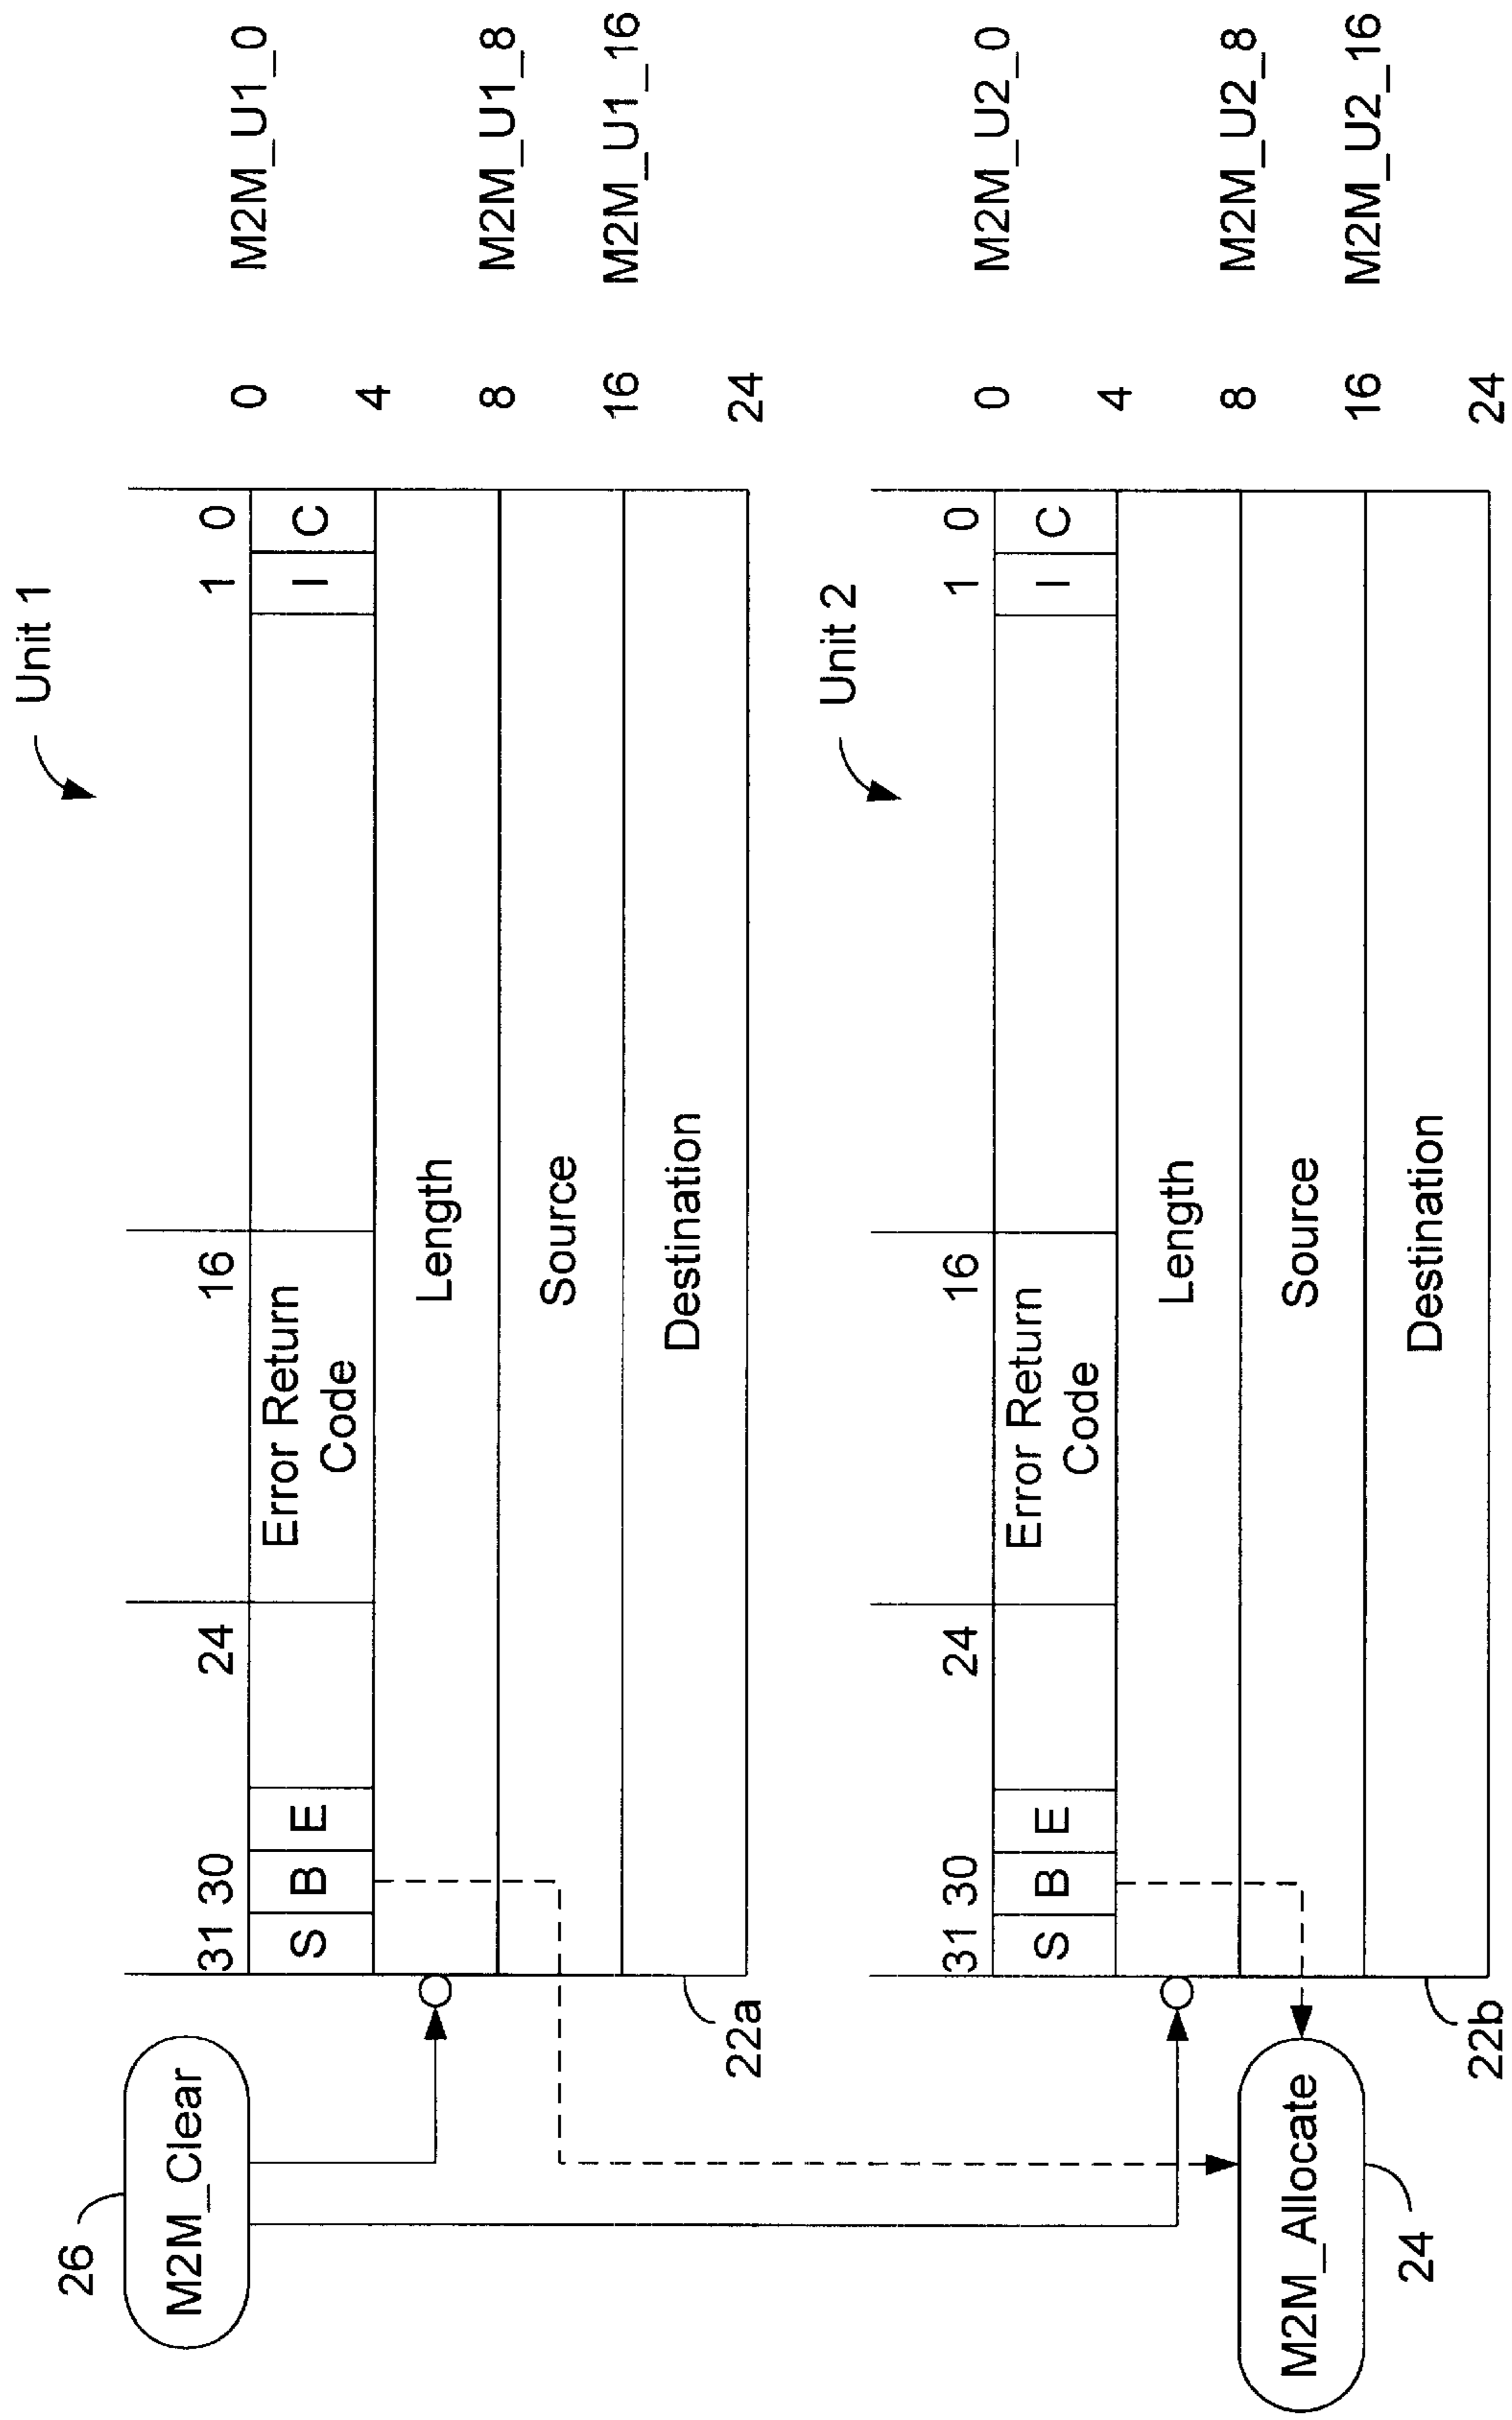 Unit 1
26
M2M_Clear
31 30 24 16 1 0
S B E Error Return Code I C
0 M2M_U1_0
4
Length
8 M2M_U1_8
Source
16 M2M_U1_16
Destination
24
22a
Unit 2
31 30 24 16 1 0
S B E Error Return Code I C
0 M2M_U2_0
4
Length
8 M2M_U2_8
Source
16 M2M_U2_16
Destination
24
M2M_Allocate
24
22b